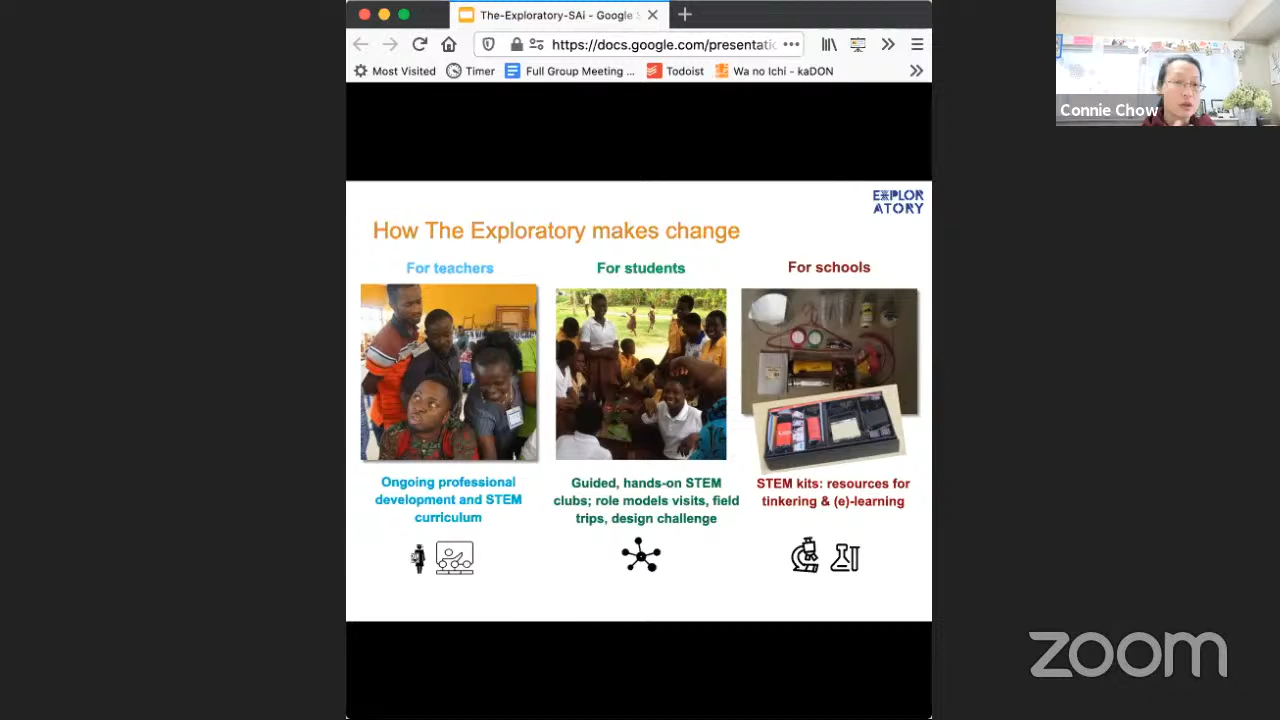 The-Exploratory-SAi - Google
https://docs.google.com/presentatio
Most Visited
Timer
Full Group Meeting ...
Todoist
Wa no Ichi - kaDON
Connie Chow
EXPLOR
ATORY
How The Exploratory makes change
For teachers
For students
For schools
Ongoing professional
development and STEM
curriculum
Guided, hands-on STEM
clubs; role models visits, field
trips, design challenge
STEM kits: resources for
tinkering & (e)-learning
zoom